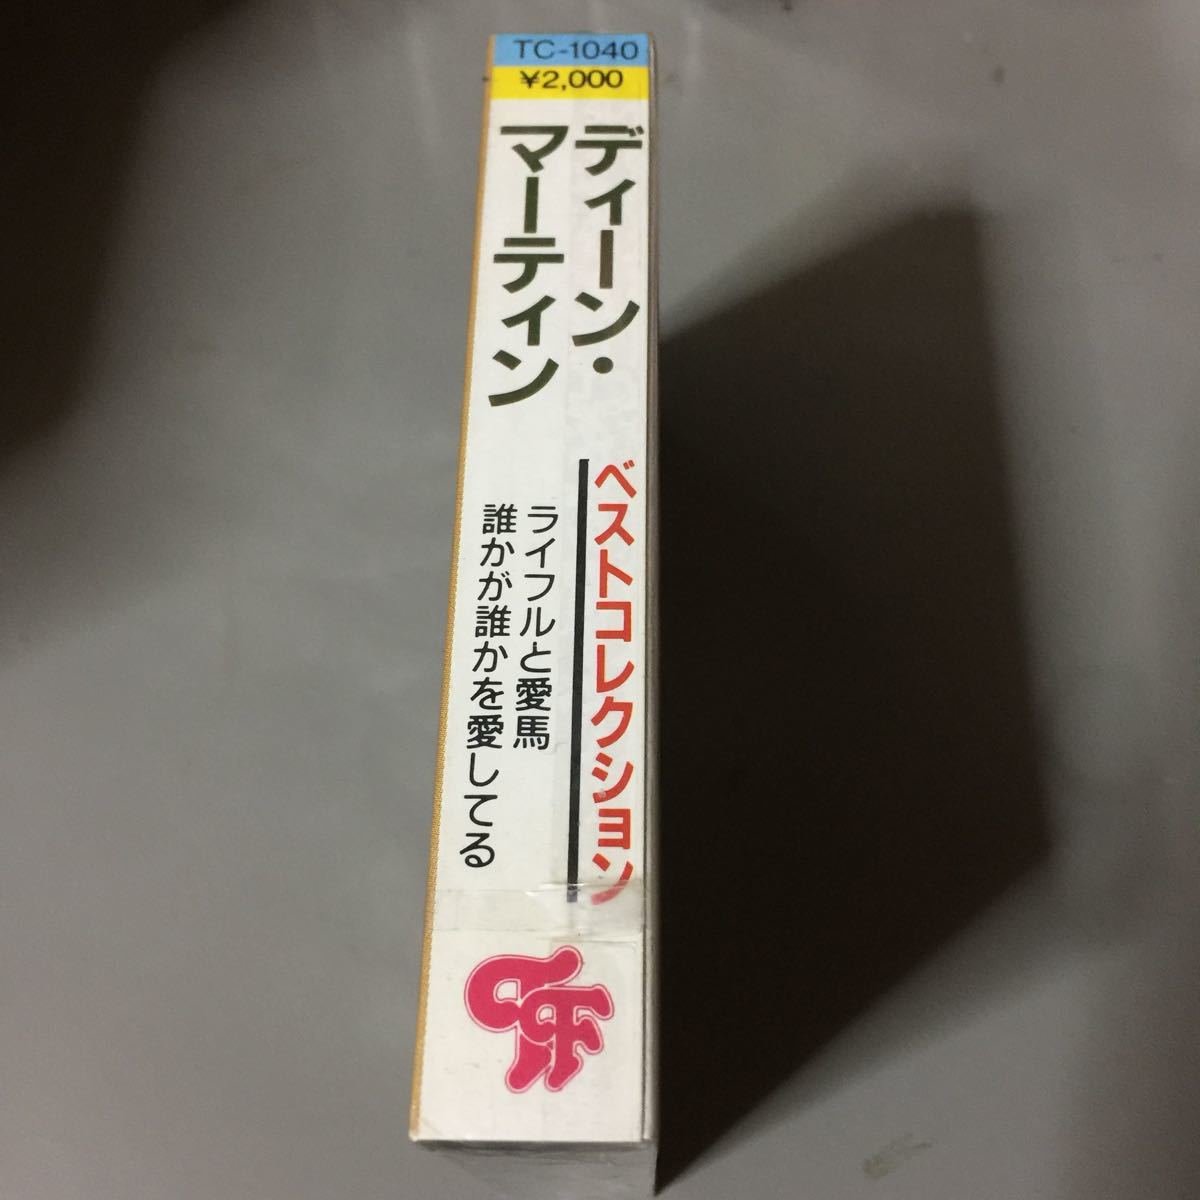 TC-1040
¥2,000
ディーン・
マーティン
ベストコレクション
ライフルと愛馬
誰かが誰かを愛してる